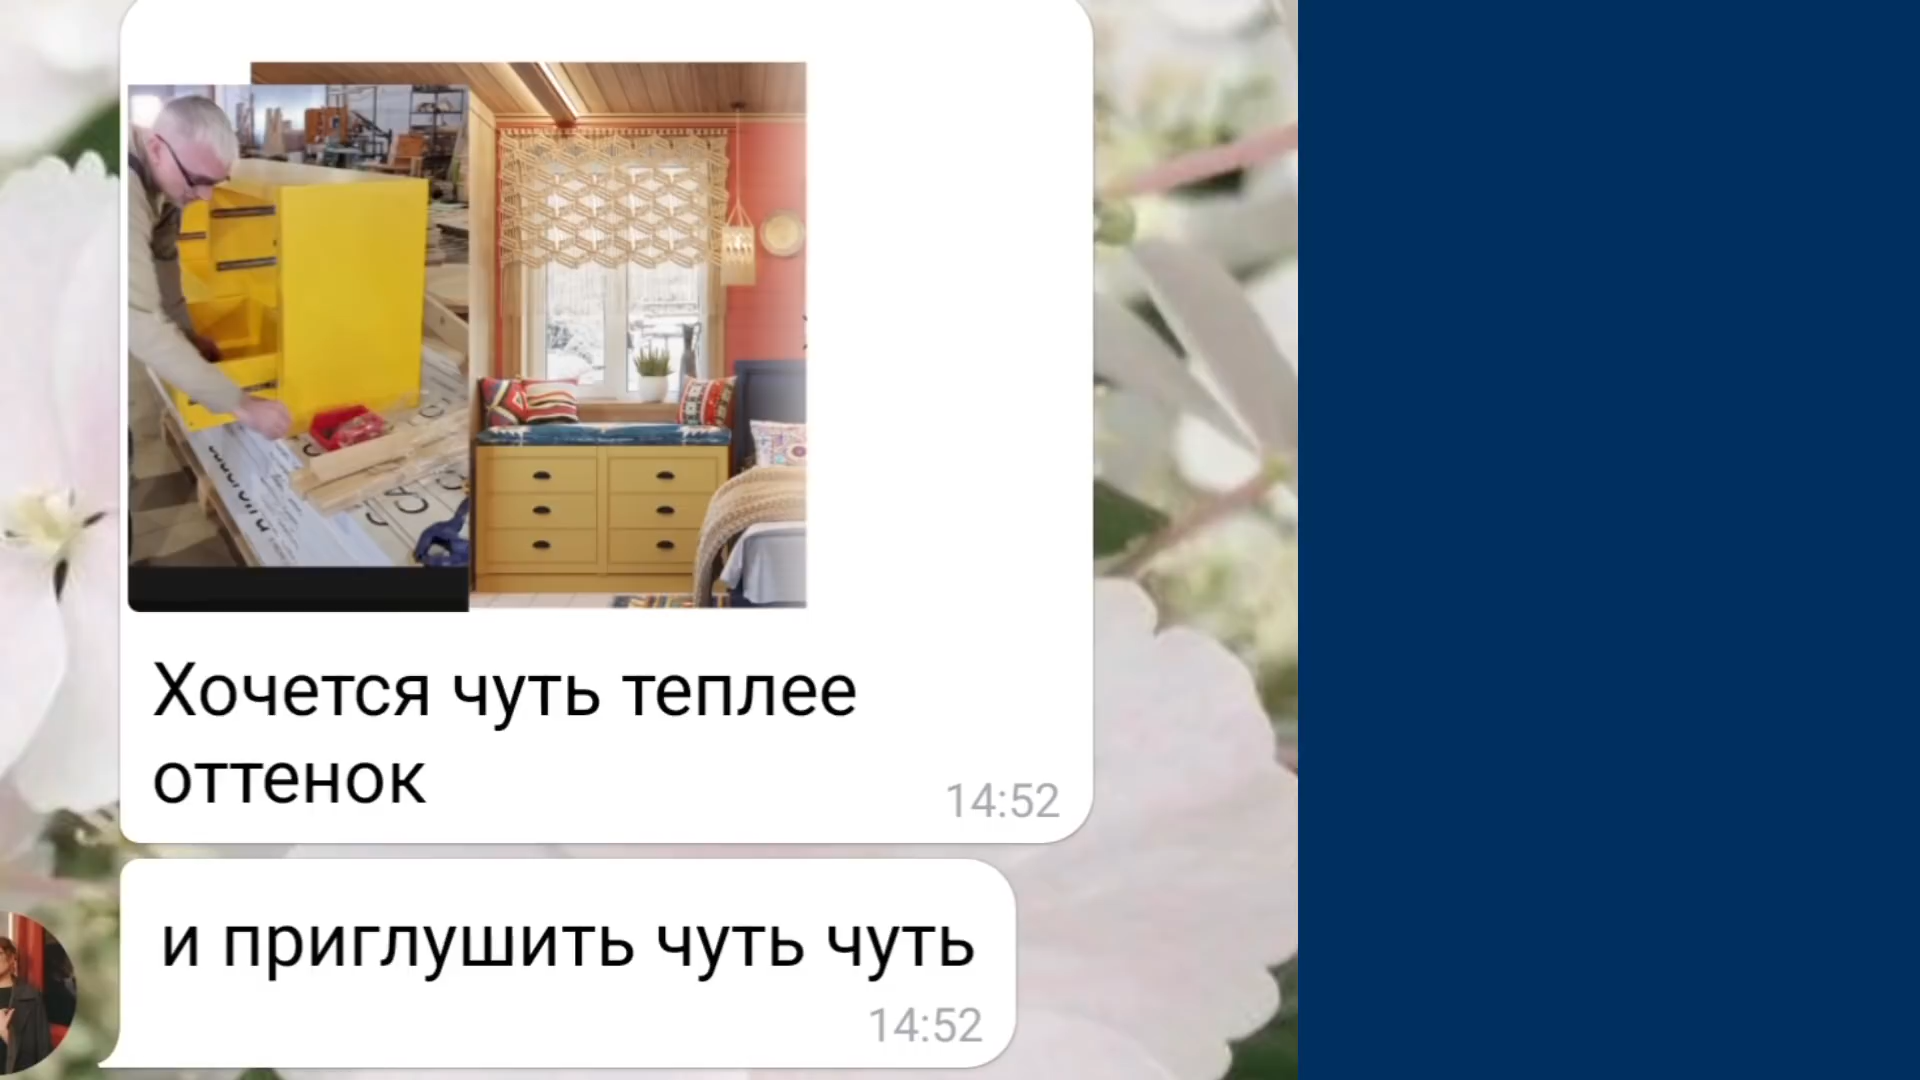 Хочется чуть теплее
оттенок
14:52
и приглушить чуть чуть
14:52